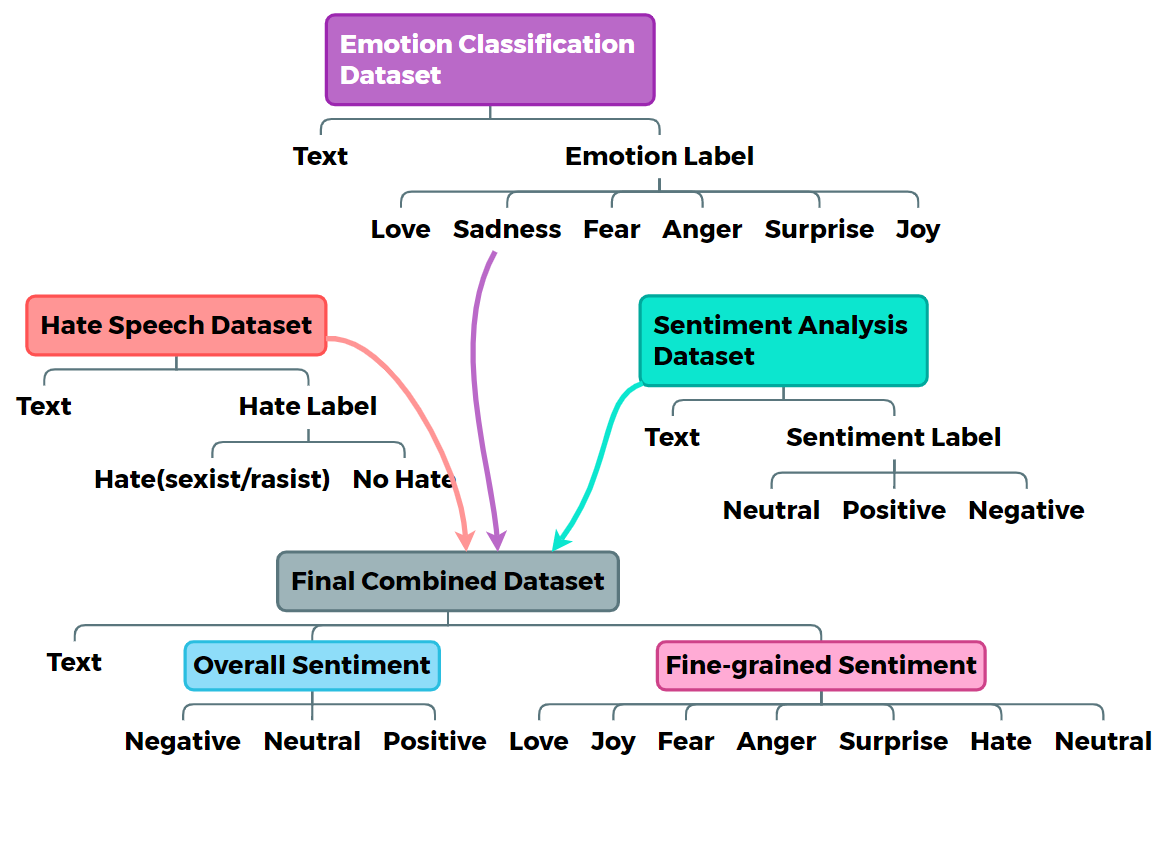 Emotion Classification
Dataset
Text
Emotion Label
Love
Sadness
Fear
Anger
Surprise
Joy
Hate Speech Dataset
Text
Hate Label
Hate(sexist/rasist)
No Hate
Sentiment Analysis
Dataset
Text
Sentiment Label
Neutral
Positive
Negative
Final Combined Dataset
Text
Overall Sentiment
Negative
Neutral
Positive
Fine-grained Sentiment
Love
Joy
Fear
Anger
Surprise
Hate
Neutral